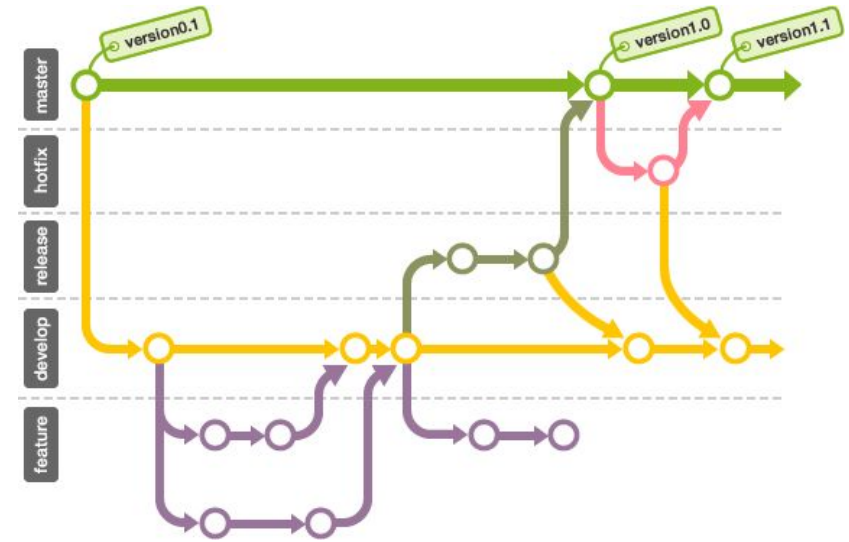 version0.1
version1.0
version1.1
master
hotfix
release
develop
feature